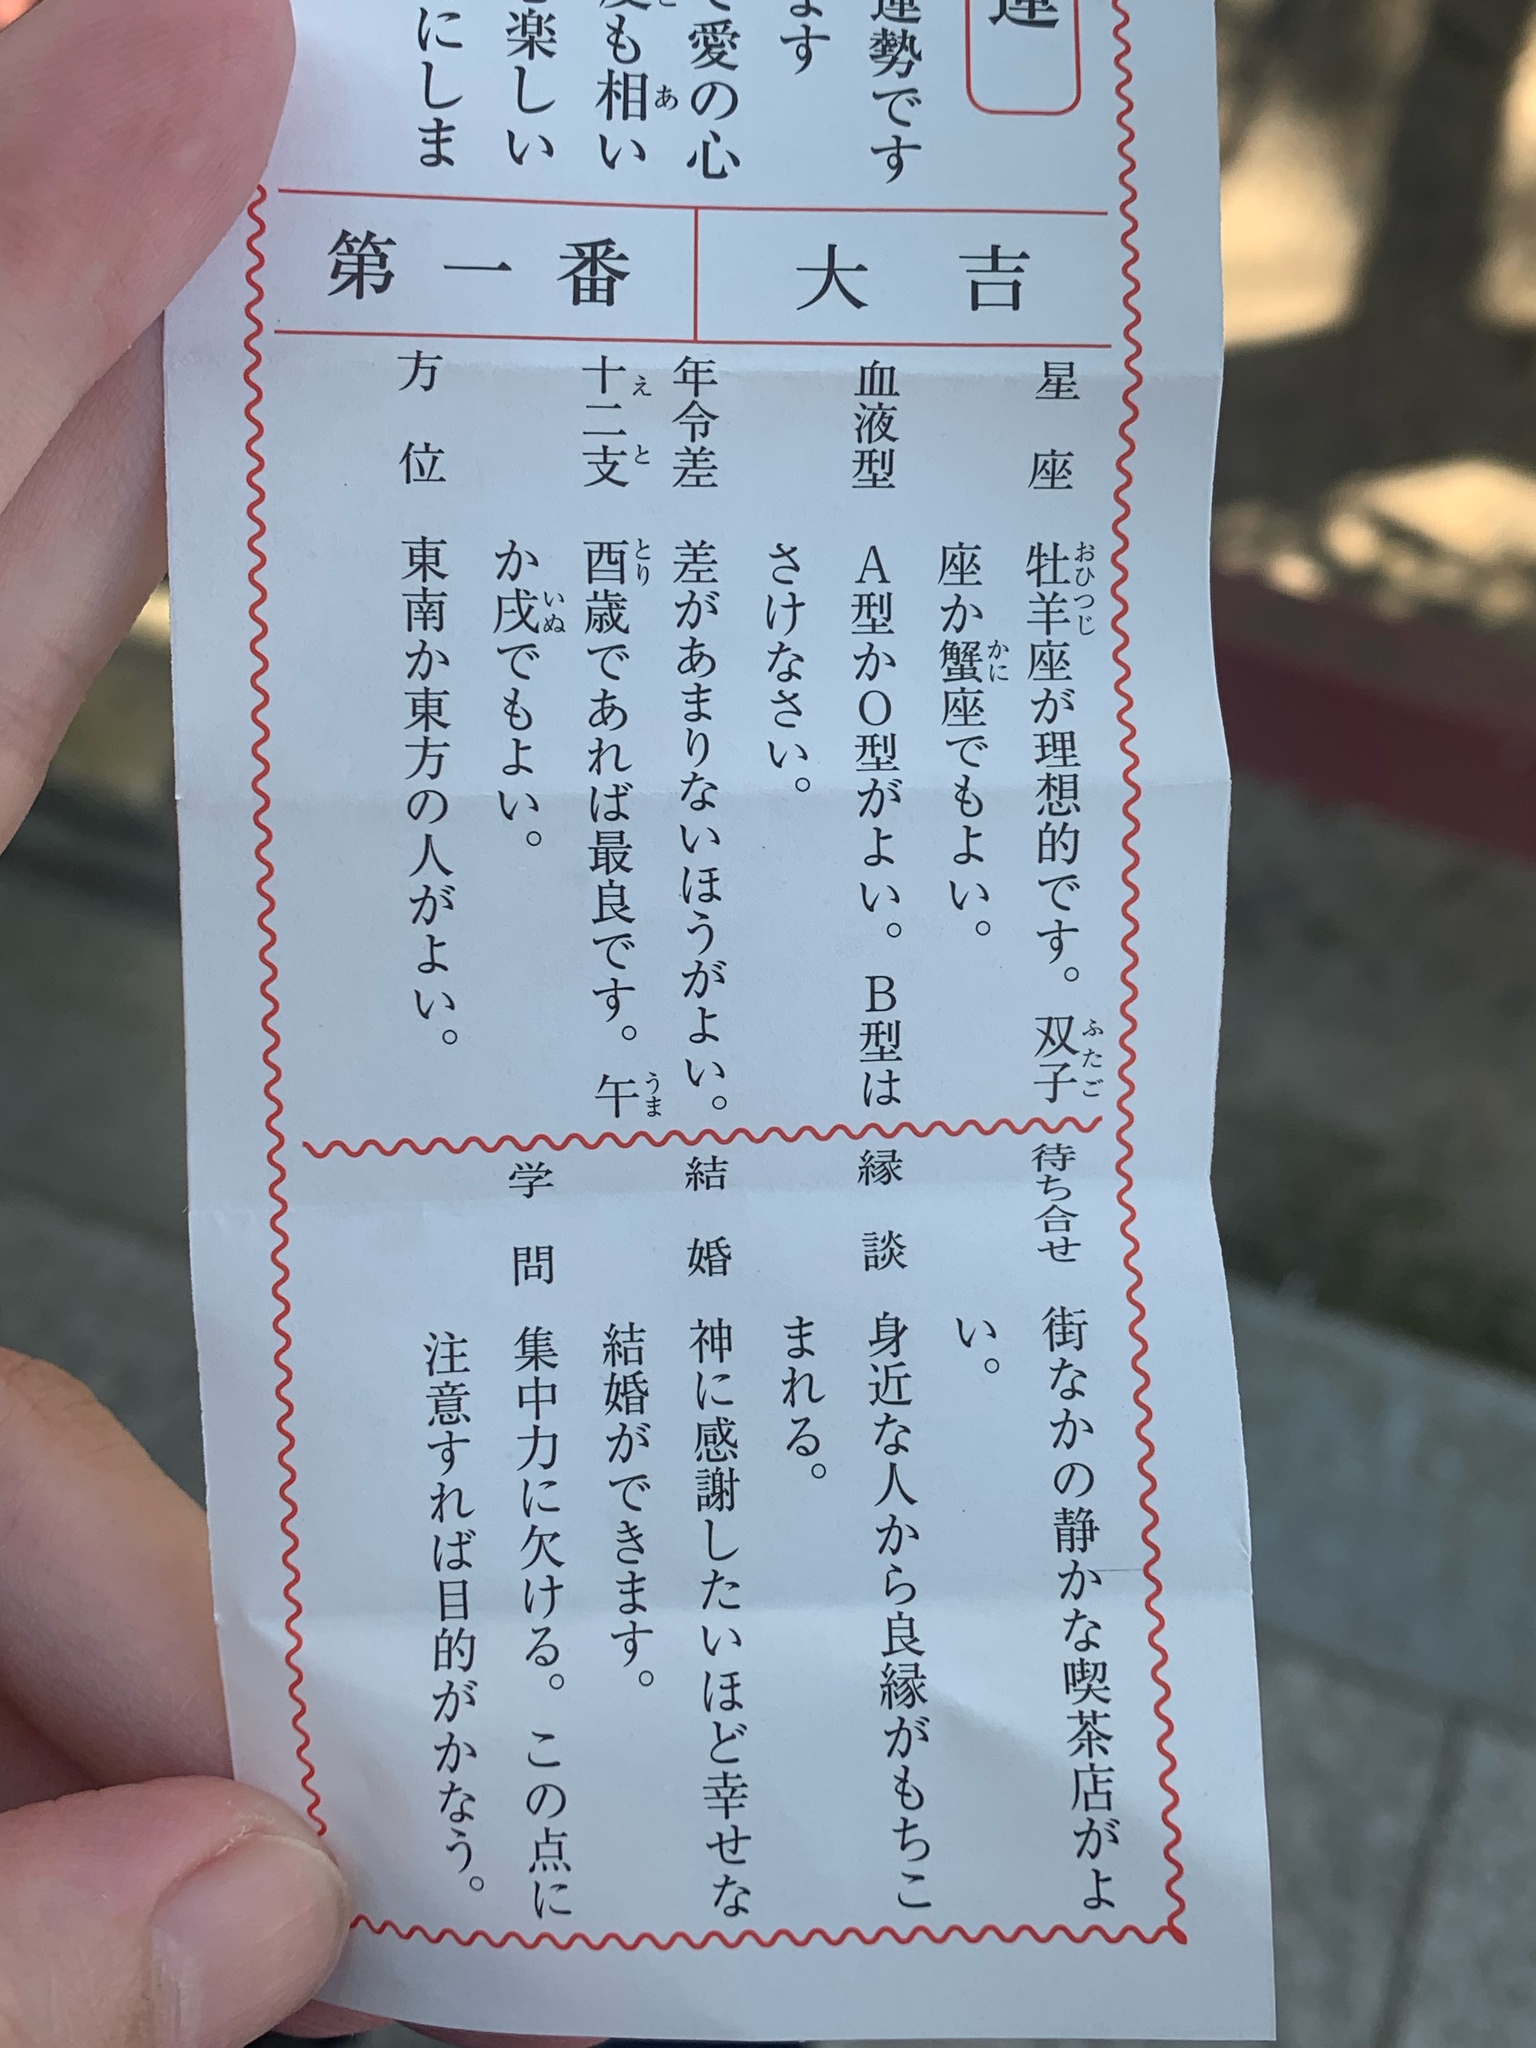 運
運勢です
ます
て愛の心
度も相い
楽しい
にしま
第一番
大吉
星座 牡羊座が理想的です。双子
座か蟹座でもよい。
血液型 A型かO型がよい。B型は
さけなさい。
年令差 差があまりないほうがよい。
十二支 酉歳であれば最良です。午
か戌でもよい。
方位 東南か東方の人がよい。
待ち合せ 街なかの静かな喫茶店がよ
い。
縁談 身近な人から良縁がもちこ
まれる。
結婚 神に感謝したいほど幸せな
結婚ができます。
学問 集中力に欠ける。この点に
注意すれば目的がかなう。